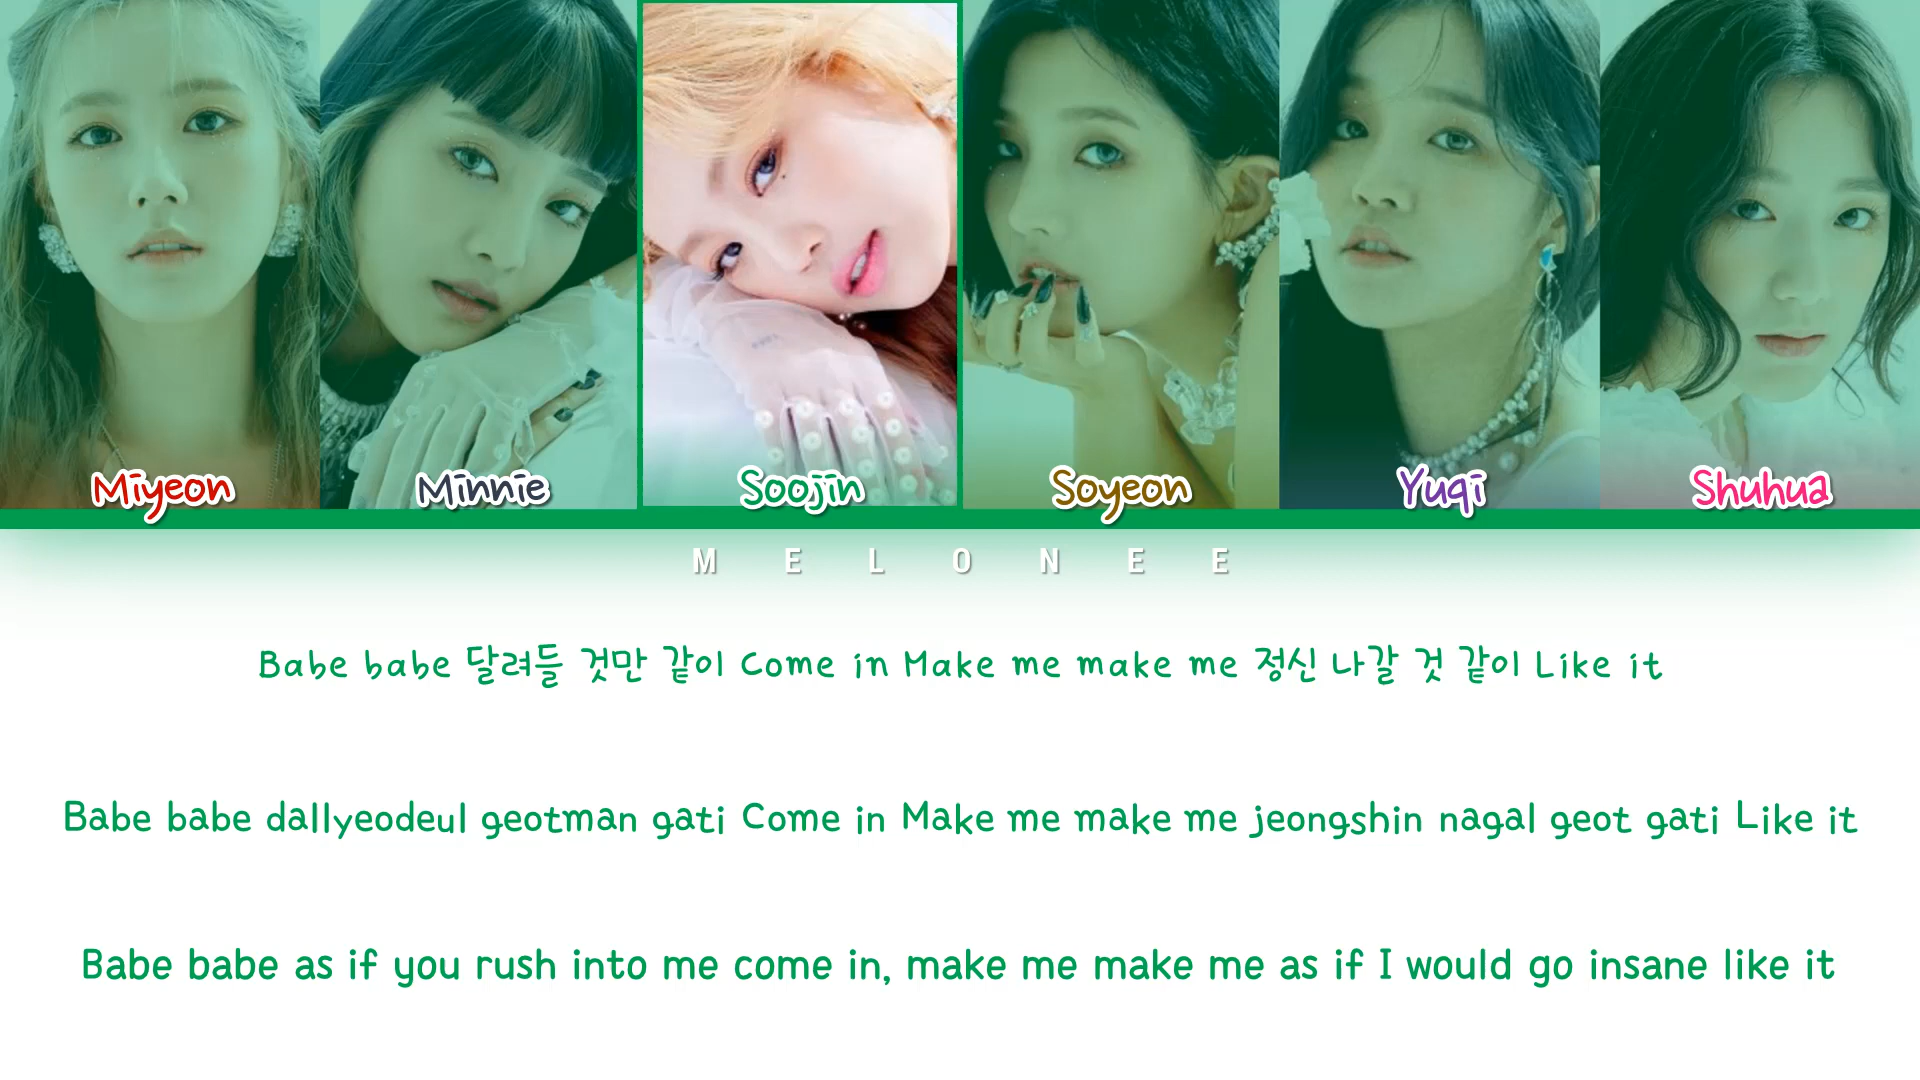 Miyeon Minnie Soojin Soyeon Yuqi Shuhua
MELONEE
Babe babe 달려들 것만 같이 Come in Make me make me 정신 나갈 것 같이 Like it
Babe babe dallyeodeul geotman gati Come in Make me make me jeongshin nagal geot gati Like it
Babe babe as if you rush into me come in, make me make me as if I would go insane like it